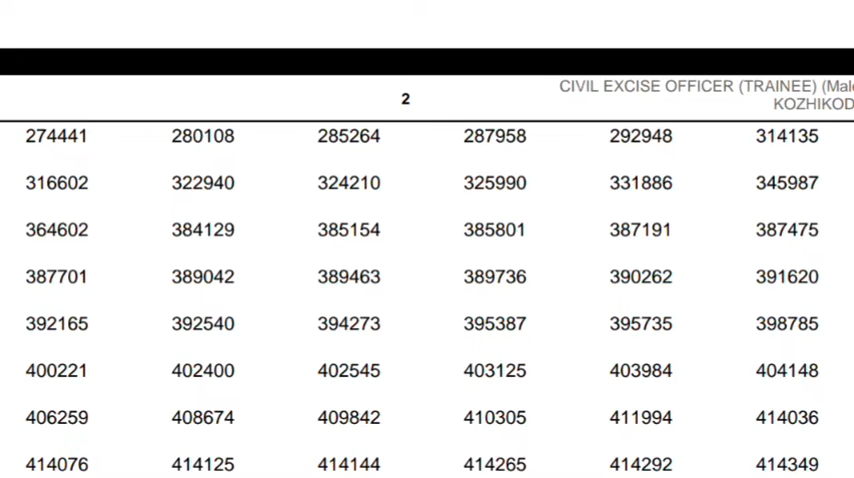 CIVIL EXCISE OFFICER (TRAINEE)
2
274441 280108 285264 287958 292948 314135
316602 322940 324210 325990 331886 345987
364602 384129 385154 385801 387191 387475
387701 389042 389463 389736 390262 391620
392165 392540 394273 395387 395735 398785
400221 402400 402545 403125 403984 404148
406259 408674 409842 410305 411994 414036
414076 414125 414144 414265 414292 414349